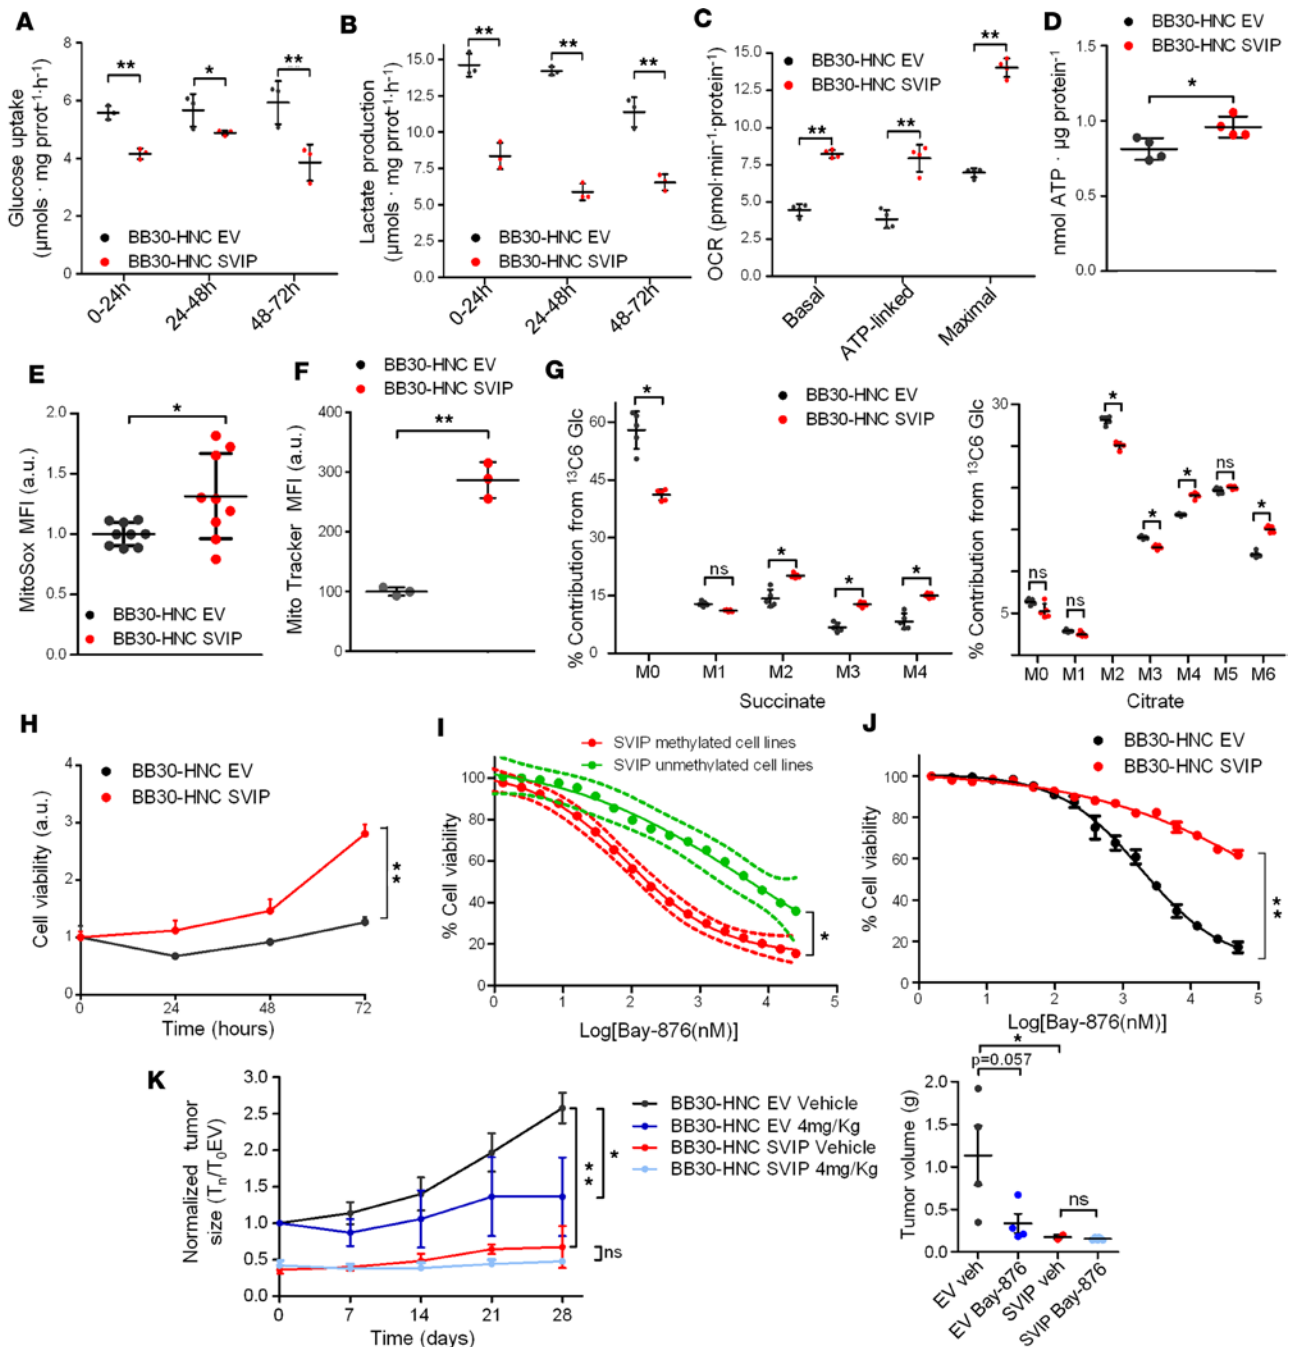 A
Glucose uptake
(µmols · mg prrot⁻¹·h⁻¹)
8
6
4
2
0
**
*
**
BB30-HNC EV
BB30-HNC SVIP
0-24h
24-48h
48-72h
B
Lactate production
(µmols · mg prrot⁻¹·h⁻¹)
15.0
12.5
10.0
7.5
5.0
2.5
0.0
**
**
**
BB30-HNC EV
BB30-HNC SVIP
0-24h
24-48h
48-72h
C
OCR (pmol·min⁻¹·protein⁻¹)
15.0
12.5
10.0
7.5
5.0
2.5
0.0
BB30-HNC EV
BB30-HNC SVIP
**
**
**
Basal
ATP-linked
Maximal
D
BB30-HNC EV
BB30-HNC SVIP
nmol ATP · µg protein⁻¹
1.5
1.0
0.5
0.0
*
E
MitoSox MFI (a.u.)
2.0
1.5
1.0
0.5
0.0
*
BB30-HNC EV
BB30-HNC SVIP
F
BB30-HNC EV
BB30-HNC SVIP
Mito Tracker MFI (a.u.)
400
300
200
100
0
**
G
% Contribution from ¹³C6 Glc
60
45
30
15
0
BB30-HNC EV
BB30-HNC SVIP
*
ns
*
*
*
M0 M1 M2 M3 M4
Succinate
% Contribution from ¹³C6 Glc
30
5
ns
ns
*
*
*
ns
*
M0 M1 M2 M3 M4 M5 M6
Citrate
H
Cell viability (a.u.)
4
3
2
1
0
BB30-HNC EV
BB30-HNC SVIP
**
0 24 48 72
Time (hours)
I
SVIP methylated cell lines
SVIP unmethylated cell lines
% Cell viability
100
80
60
40
20
0
*
0 1 2 3 4 5
Log[Bay-876(nM)]
J
BB30-HNC EV
BB30-HNC SVIP
% Cell viability
100
80
60
40
20
0
**
0 1 2 3 4 5
Log[Bay-876(nM)]
K
Normalized tumor
size (Tₙ/T₀EV)
3.0
2.5
2.0
1.5
1.0
0.5
0.0
BB30-HNC EV Vehicle
BB30-HNC EV 4mg/Kg
BB30-HNC SVIP Vehicle
BB30-HNC SVIP 4mg/Kg
**
*
ns
0 7 14 21 28
Time (days)
Tumor volume (g)
2.0
1.5
1.0
0.5
0.0
*
p=0.057
ns
EV veh
EV Bay-876
SVIP veh
SVIP Bay-876